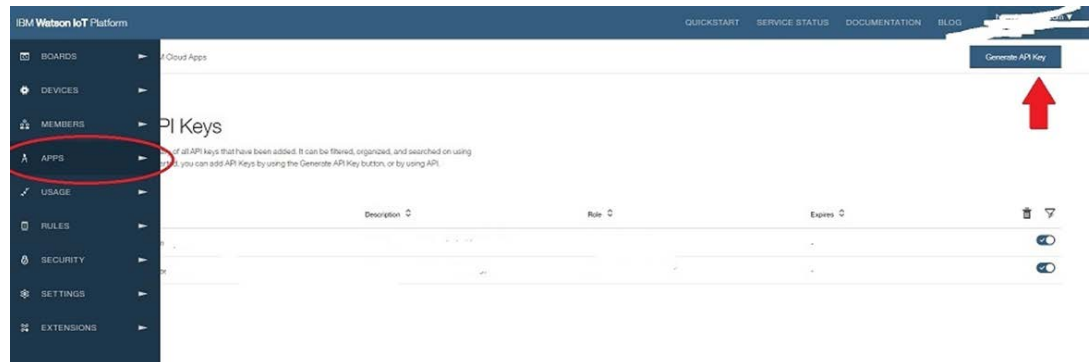 IBM Watson IoT Platform
QUICKSTART SERVICE STATUS DOCUMENTATION BLOG
BOARDS
Cloud Apps
Generate API Key
DEVICES
MEMBERS
PI Keys
of all API keys that have been added. It can be filtered, organized, and searched on using
APPS
you can add API Keys by using the Generate API Key button, or by using API.
USAGE
Description Role Expires
RULES
SECURITY
SETTINGS
EXTENSIONS